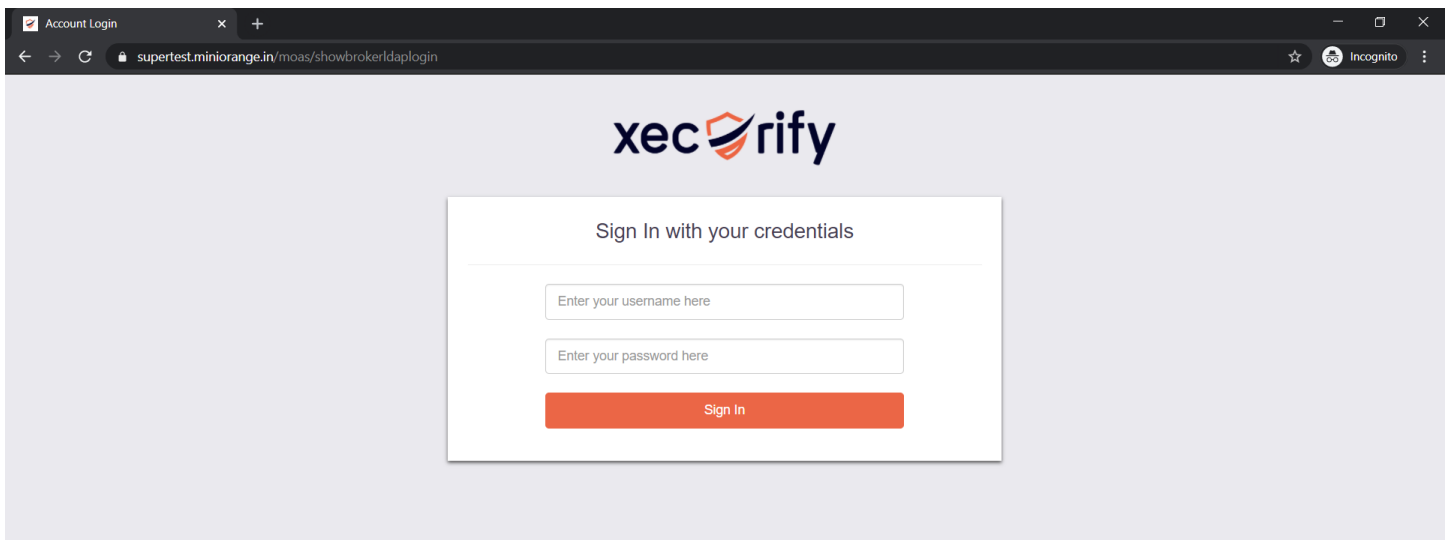 Account Login
supertest.miniorange.in/moas/showbrokerldaplogin
Incognito
xecurify
Sign In with your credentials
Enter your username here
Enter your password here
Sign In